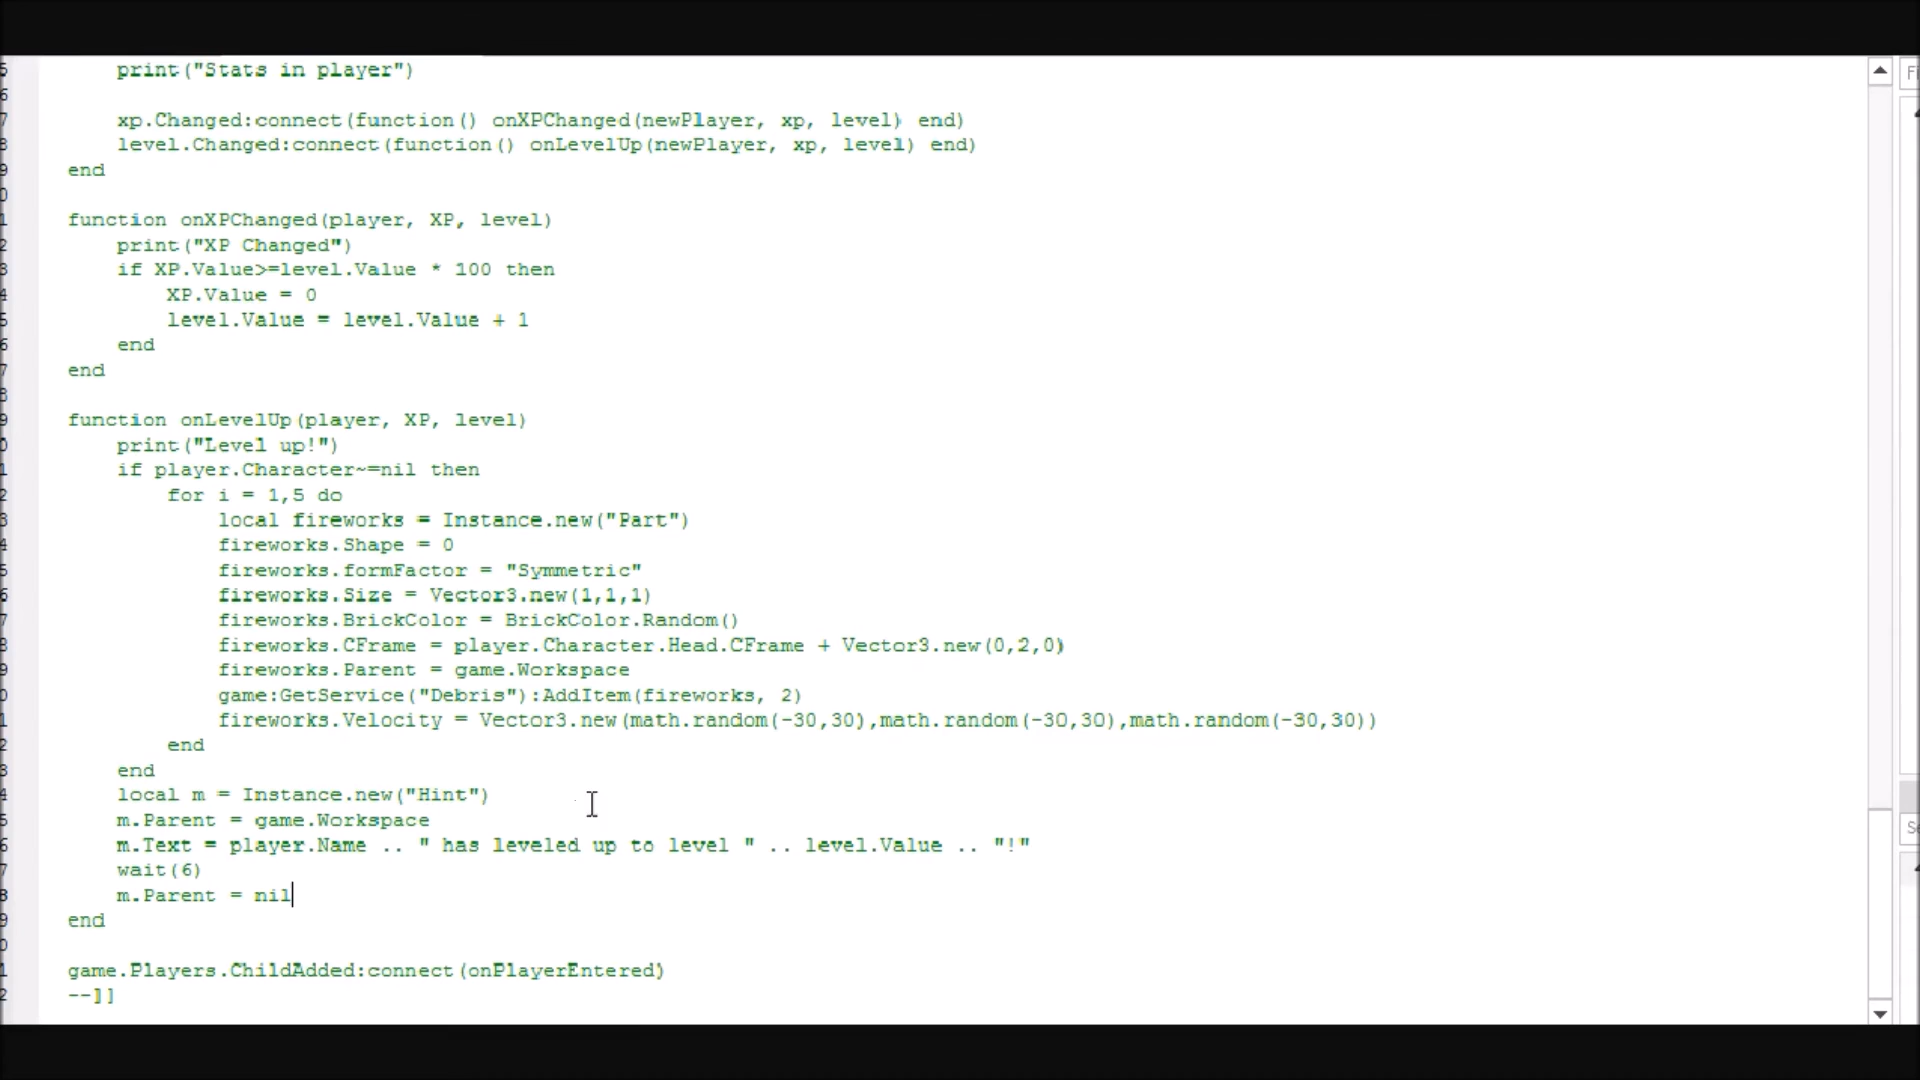 print("Stats in player")
xp.Changed:connect(function() onXPChanged(newPlayer, xp, level) end)
level.Changed:connect(function() onLevelUp(newPlayer, xp, level) end)
end
function onXPChanged(player, XP, level)
print("XP Changed")
if XP.Value>=level.Value * 100 then
XP.Value = 0
level.Value = level.Value + 1
end
end
function onLevelUp(player, XP, level)
print("Level up!")
if player.Character~=nil then
for i = 1,5 do
local fireworks = Instance.new("Part")
fireworks.Shape = 0
fireworks.formFactor = "Symmetric"
fireworks.Size = Vector3.new(1,1,1)
fireworks.BrickColor = BrickColor.Random()
fireworks.CFrame = player.Character.Head.CFrame + Vector3.new(0,2,0)
fireworks.Parent = game.Workspace
game:GetService("Debris"):AddItem(fireworks, 2)
fireworks.Velocity = Vector3.new(math.random(-30,30),math.random(-30,30),math.random(-30,30))
end
end
local m = Instance.new("Hint")
m.Parent = game.Workspace
m.Text = player.Name .. " has leveled up to level " .. level.Value .. "!"
wait(6)
m.Parent = nil
end
game.Players.ChildAdded:connect(onPlayerEntered)
--]]